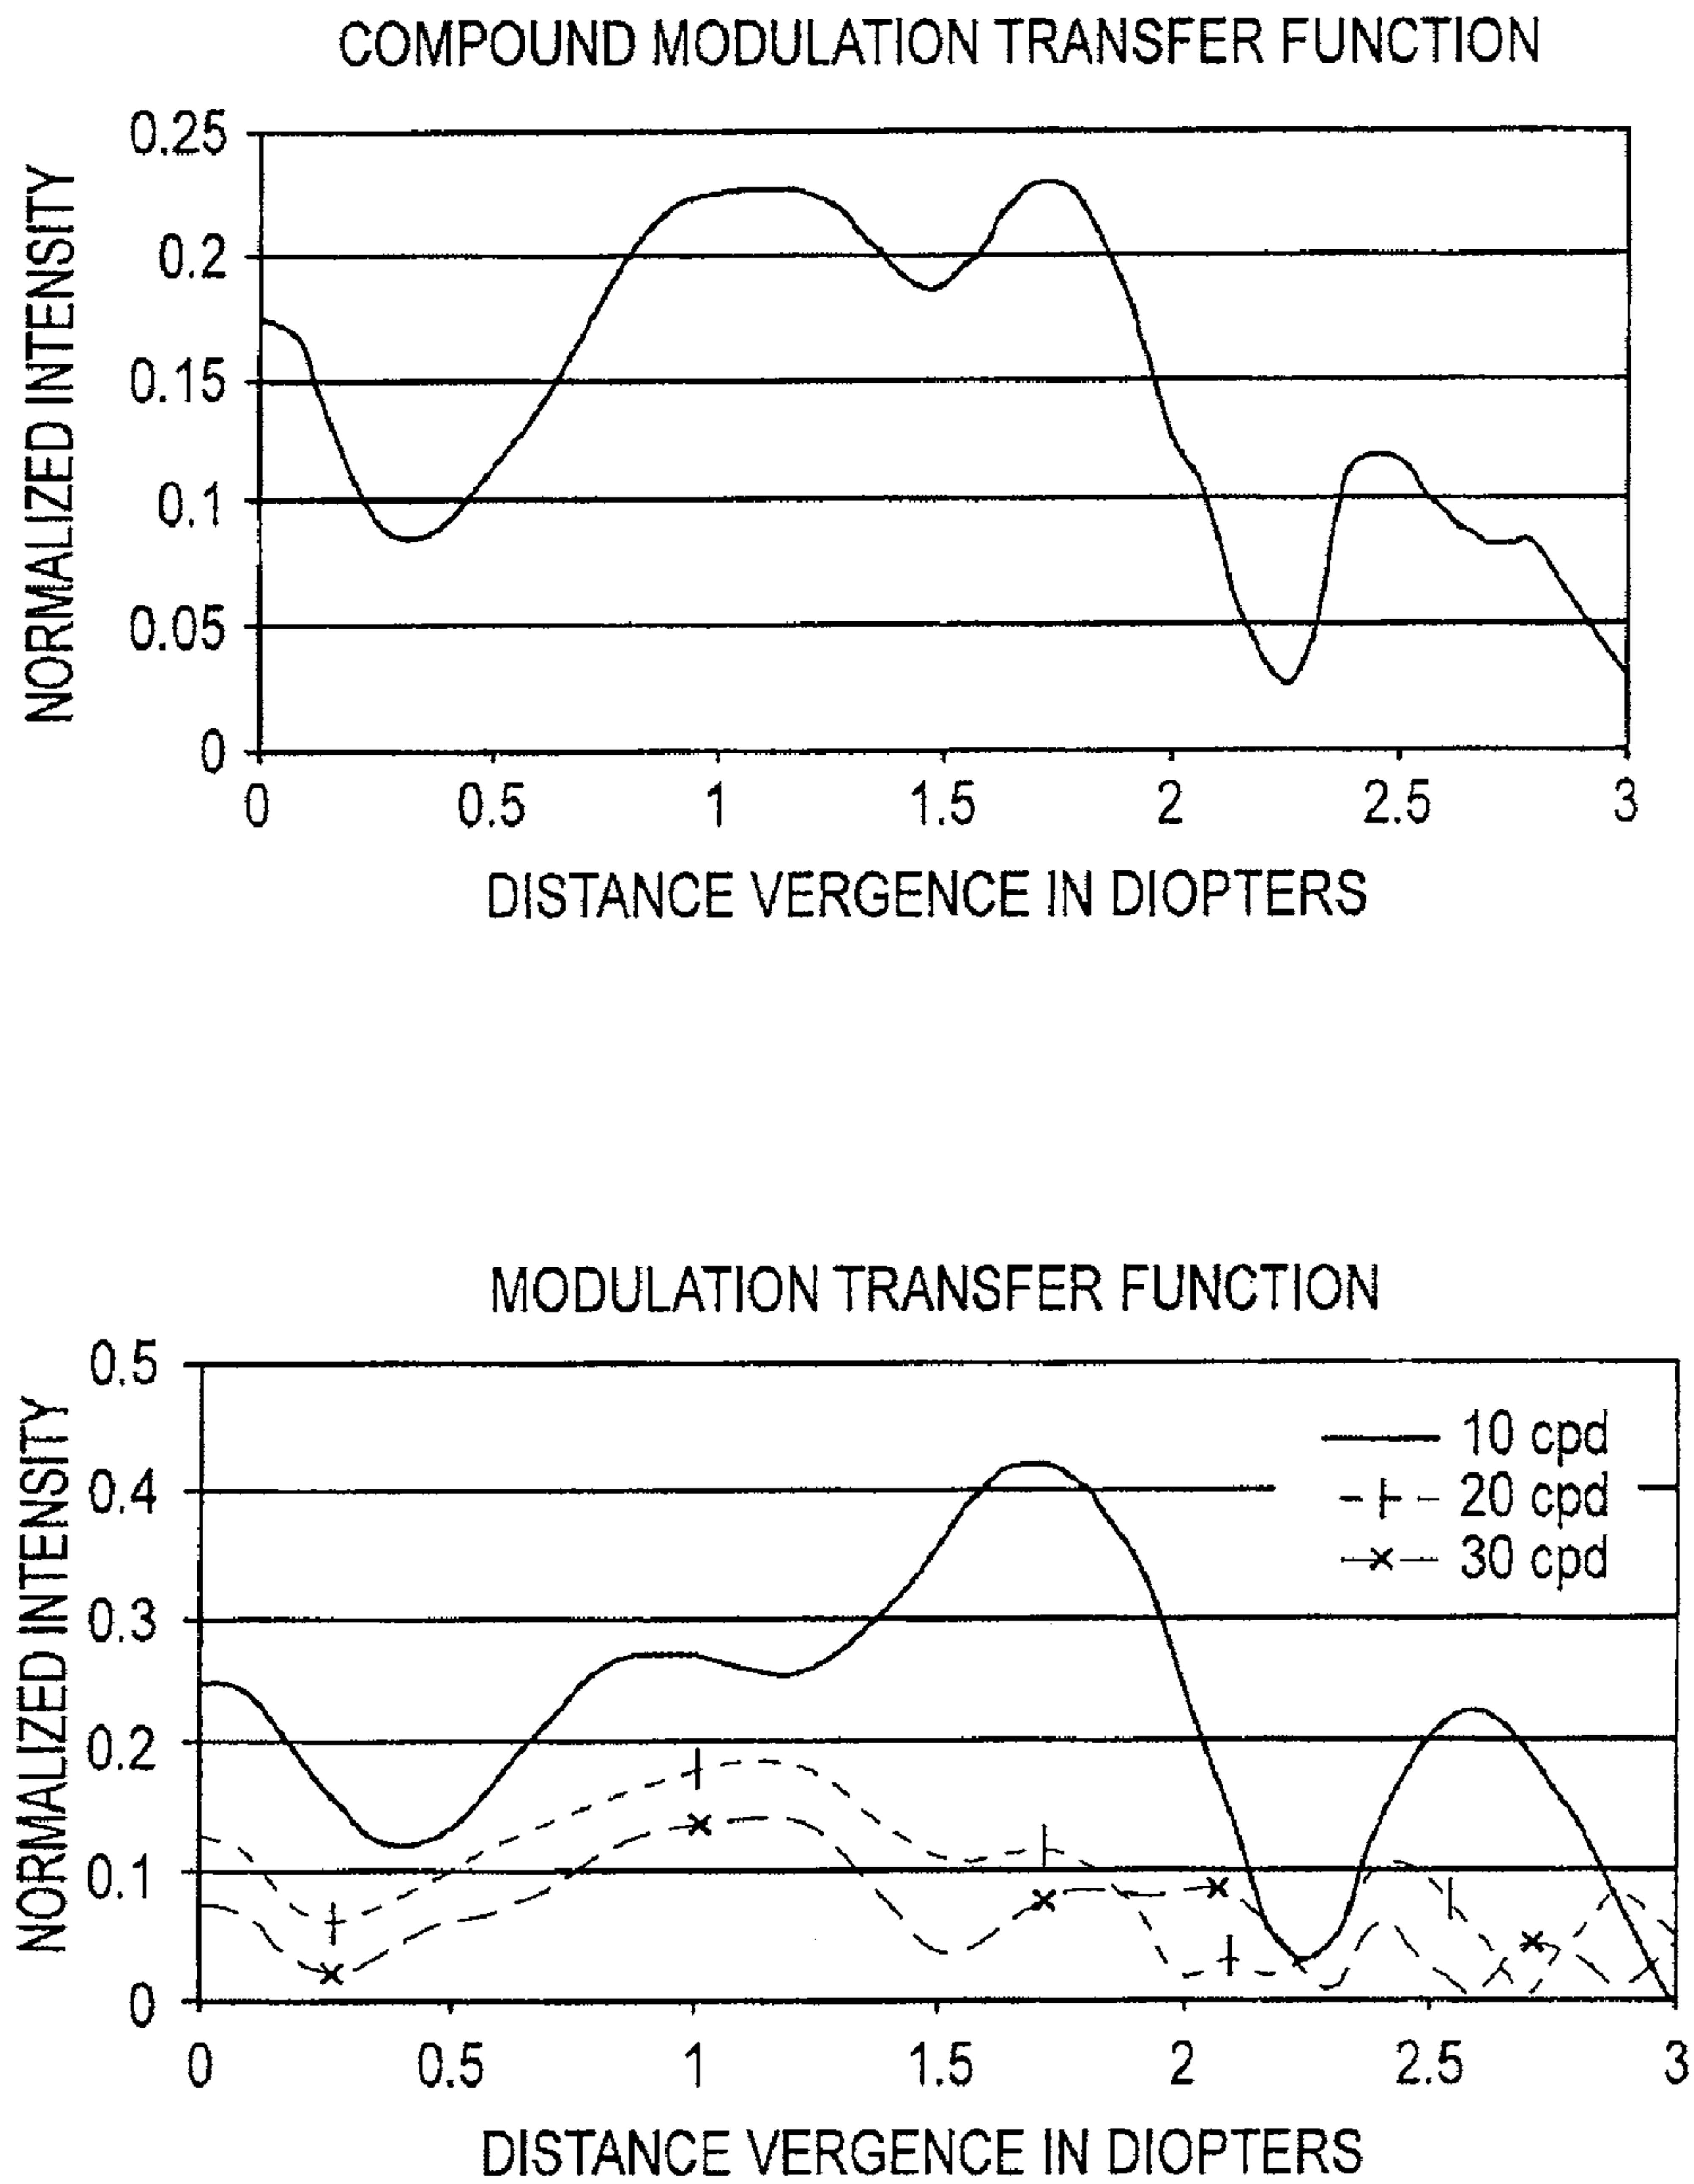 COMPOUND MODULATION TRANSFER FUNCTION
NORMALIZED INTENSITY
0.25
0.2
0.15
0.1
0.05
0
0 0.5 1 1.5 2 2.5 3
DISTANCE VERGENCE IN DIOPTERS
MODULATION TRANSFER FUNCTION
NORMALIZED INTENSITY
0.5
0.4
0.3
0.2
0.1
0
10 cpd
20 cpd
30 cpd
0 0.5 1 1.5 2 2.5 3
DISTANCE VERGENCE IN DIOPTERS